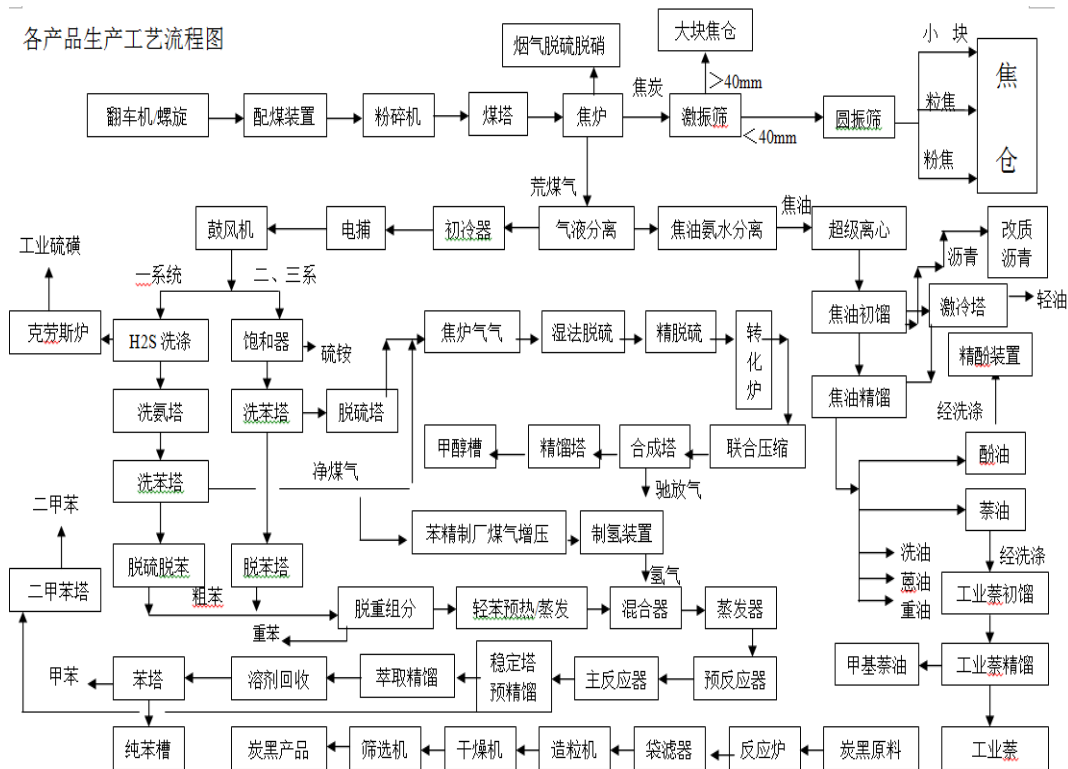 各产品生产工艺流程图
烟气脱硫脱硝
大块焦仓
小 块
焦炭
>40mm
焦
仓
翻车机/螺旋
配煤装置
粉碎机
煤塔
焦炉
激振筛
圆振筛
粒焦
<40mm
粉焦
荒煤气
焦油
鼓风机
电捕
初冷器
气液分离
焦油氨水分离
超级离心
改质
沥青
工业硫磺
沥青
一系统
二、三系
焦油初馏
激冷塔
轻油
克劳斯炉
H2S 洗涤
饱和器
硫铵
焦炉气气
湿法脱硫
精脱硫
转
化
炉
精酚装置
焦油精馏
洗氨塔
洗苯塔
脱硫塔
经洗涤
甲醇槽
精馏塔
合成塔
联合压缩
酚油
净煤气
洗苯塔
驰放气
二甲苯
萘油
苯精制厂煤气增压
制氢装置
洗油
经洗涤
脱硫脱苯
脱苯塔
氢气
蒽油
二甲苯塔
粗苯
重油
工业萘初馏
脱重组分
轻苯预热/蒸发
混合器
蒸发器
重苯
甲苯
苯塔
溶剂回收
萃取精馏
稳定塔
预精馏
主反应器
预反应器
甲基萘油
工业萘精馏
纯苯槽
炭黑产品
筛选机
干燥机
造粒机
袋滤器
反应炉
炭黑原料
工业萘